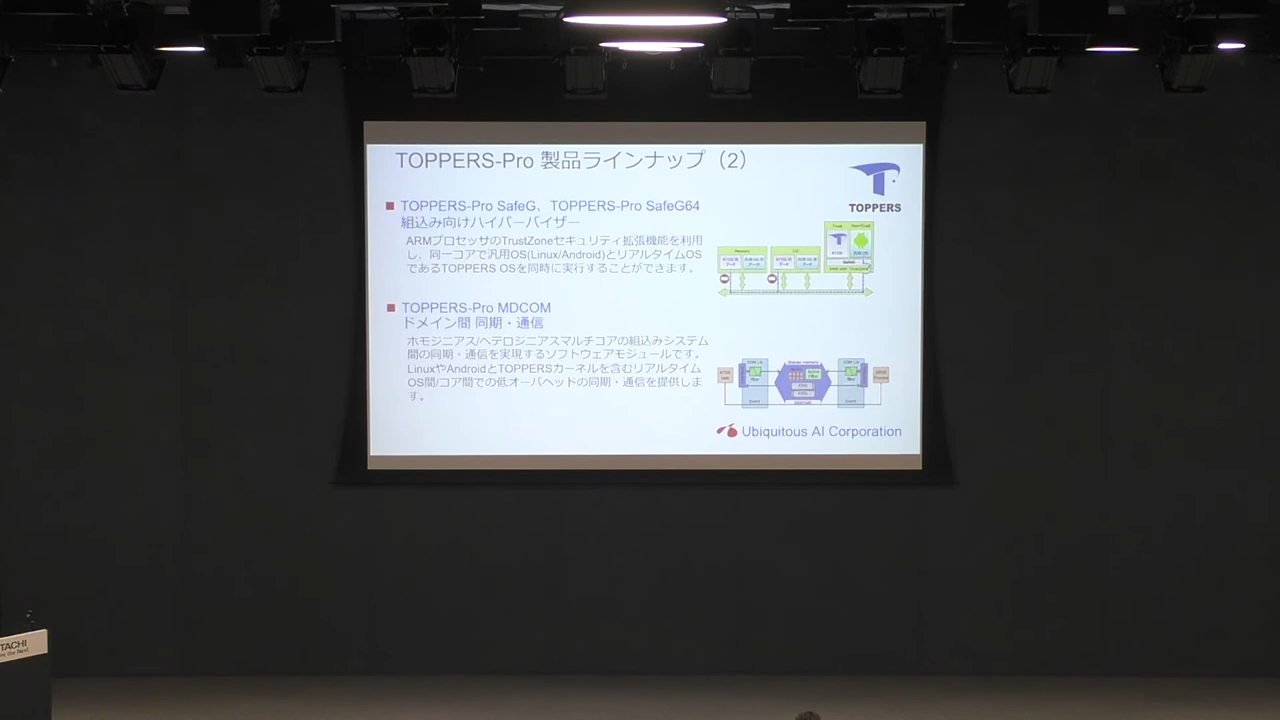 TOPPERS-Pro 製品ラインナップ（2）
TOPPERS
TOPPERS-Pro SafeG、TOPPERS-Pro SafeG64
組込み向けハイパーバイザー
ARMプロセッサのTrustZoneセキュリティ拡張機能を利用
し、同一コアで汎用OS(Linux/Android)とリアルタイムOS
であるTOPPERS OSを同時に実行することができます。
TOPPERS-Pro MDCOM
ドメイン間 同期・通信
ホモジニアス/ヘテロジニアスマルチコアの組込みシステム
間の同期・通信を実現するソフトウェアモジュールです。
LinuxやAndroidとTOPPERSカーネルを含むリアルタイム
OS間/コア間での低オーバヘッドの同期・通信を提供しま
す。
Shared memory
Event
Event
Ubiquitous AI Corporation
TACHI
the Next